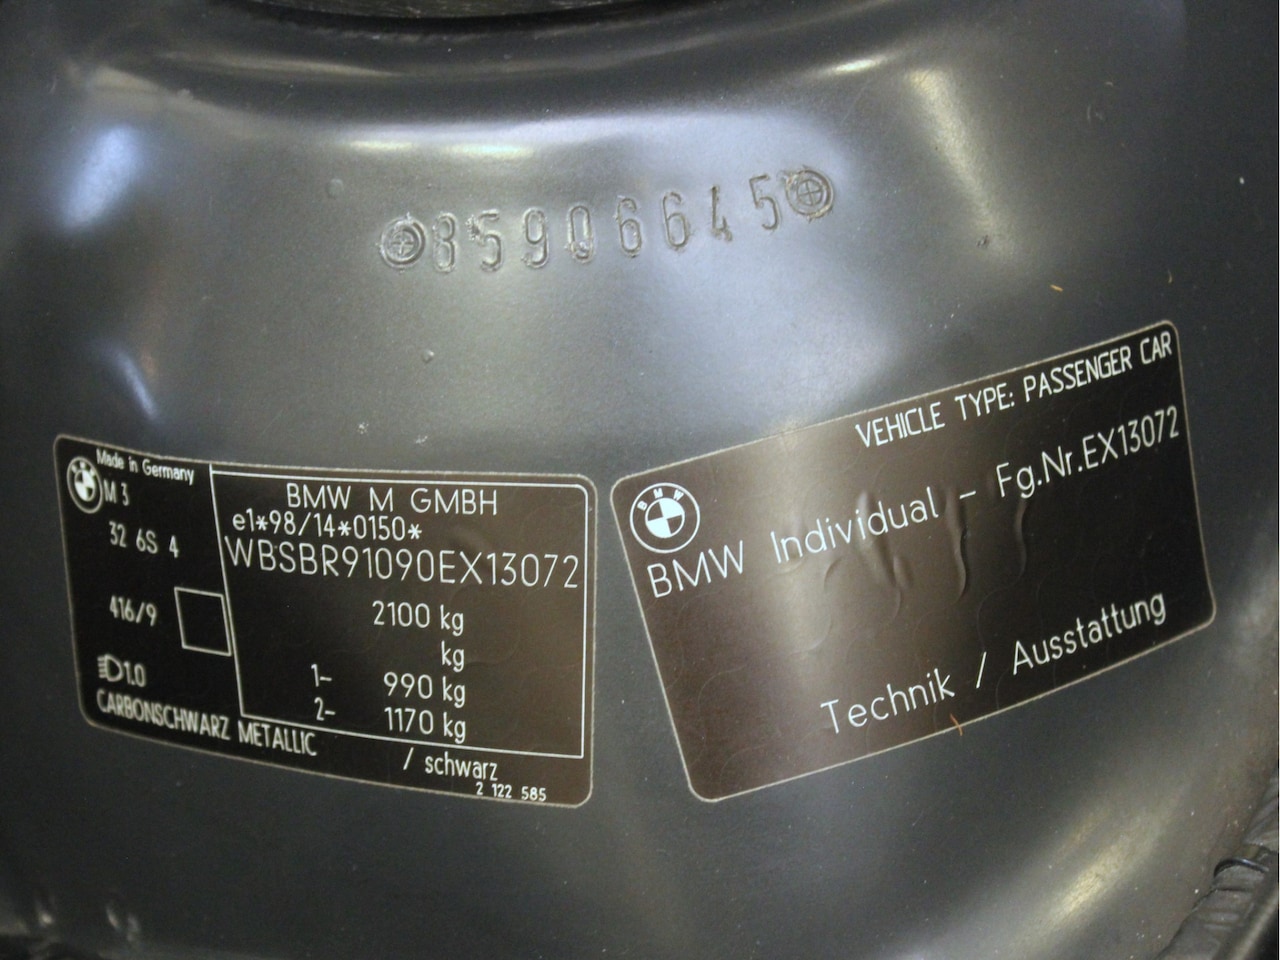 85906645
Made in Germany
M 3
32 6S 4
416/9
1.0
CARBONSCHWARZ METALLIC / schwarz
2 122 585
BMW M GMBH
e1*98/14*0150*
WBSBR91090EX13072
2100 kg
kg
1- 990 kg
2- 1170 kg
VEHICLE TYPE: PASSENGER CAR
BMW
BMW Individual - Fg.Nr.EX13072
Technik / Ausstattung